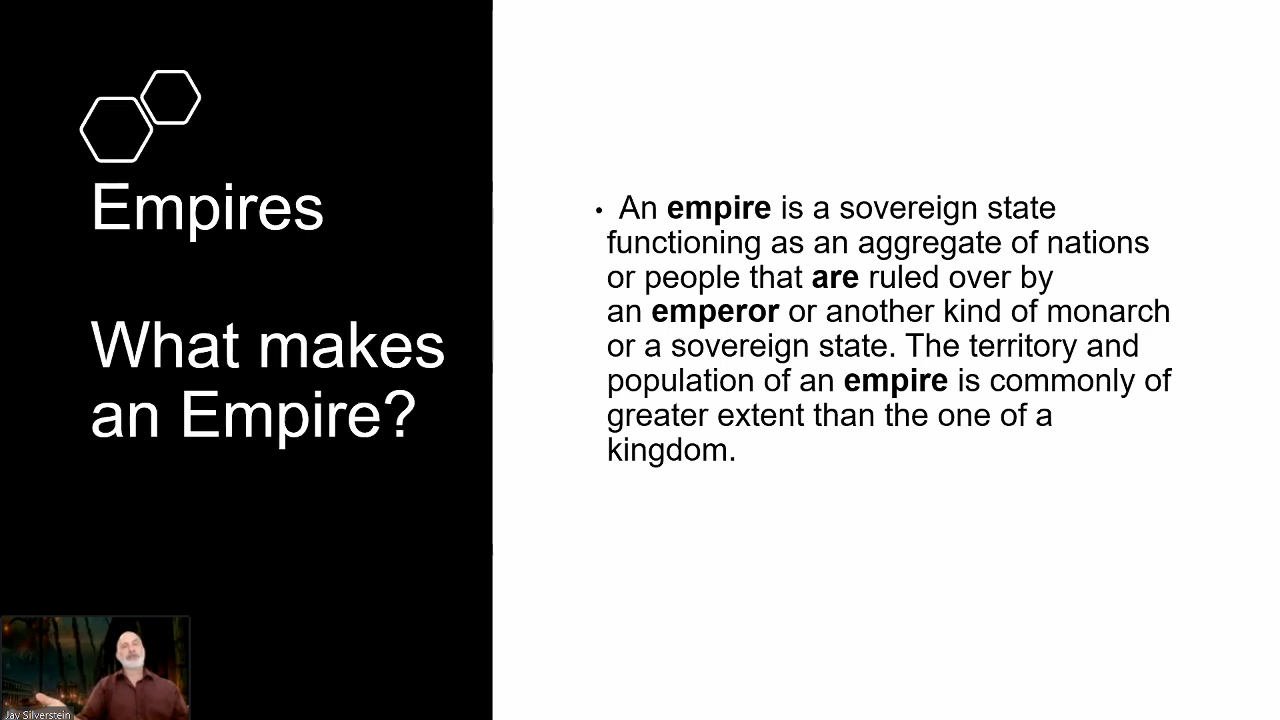 Empires
What makes
an Empire?
• An empire is a sovereign state
functioning as an aggregate of nations
or people that are ruled over by
an emperor or another kind of monarch
or a sovereign state. The territory and
population of an empire is commonly of
greater extent than the one of a
kingdom.
Jay Silverstein